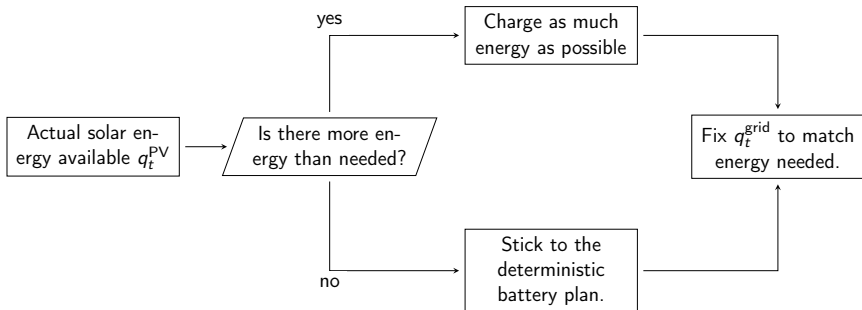 yes
Charge as much
energy as possible
Actual solar en-
ergy available q_t^PV
Is there more en-
ergy than needed?
Fix q_t^grid to match
energy needed.
Stick to the
deterministic
battery plan.
no